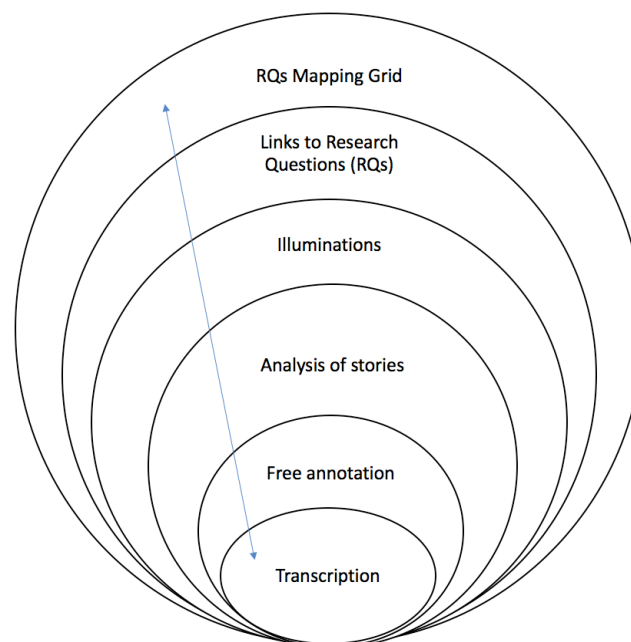 RQs Mapping Grid
Links to Research
Questions (RQs)
Illuminations
Analysis of stories
Free annotation
Transcription